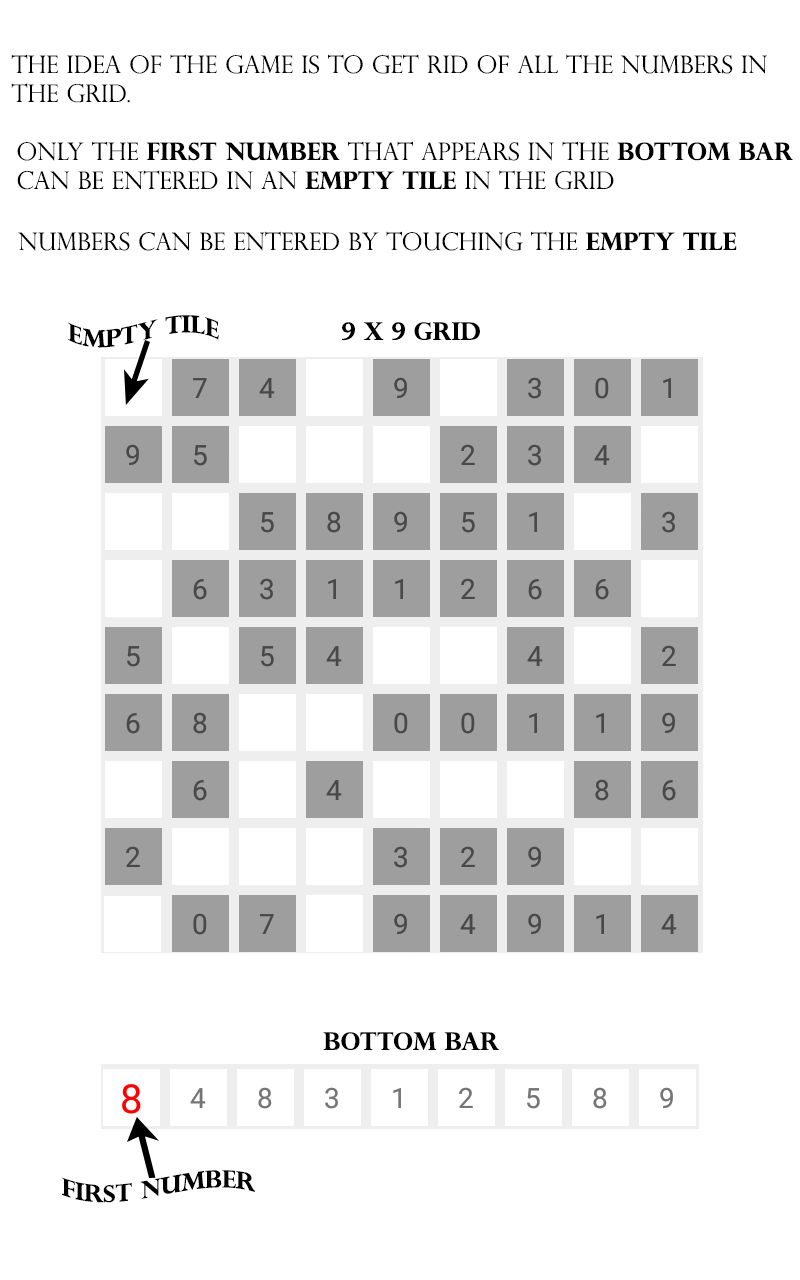 THE IDEA OF THE GAME IS TO GET RID OF ALL THE NUMBERS IN
THE GRID.
ONLY THE FIRST NUMBER THAT APPEARS IN THE BOTTOM BAR
CAN BE ENTERED IN AN EMPTY TILE IN THE GRID
NUMBERS CAN BE ENTERED BY TOUCHING THE EMPTY TILE
EMPTY TILE
9 X 9 GRID
7 4 9 3 0 1
9 5 2 3 4
5 8 9 5 1 3
6 3 1 1 2 6 6
5 5 4 4 2
6 8 0 0 1 1 9
6 4 8 6
2 3 2 9
0 7 9 4 9 1 4
BOTTOM BAR
8 4 8 3 1 2 5 8 9
FIRST NUMBER